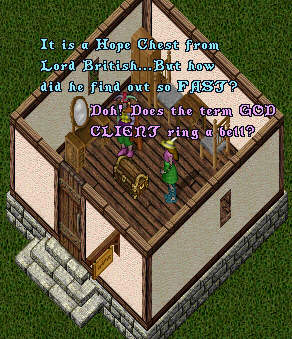 It is a Hope Chest from
Lord British...But how
did he find out so FAST?
Doh! Does the term GOD
CLIENT ring a bell?